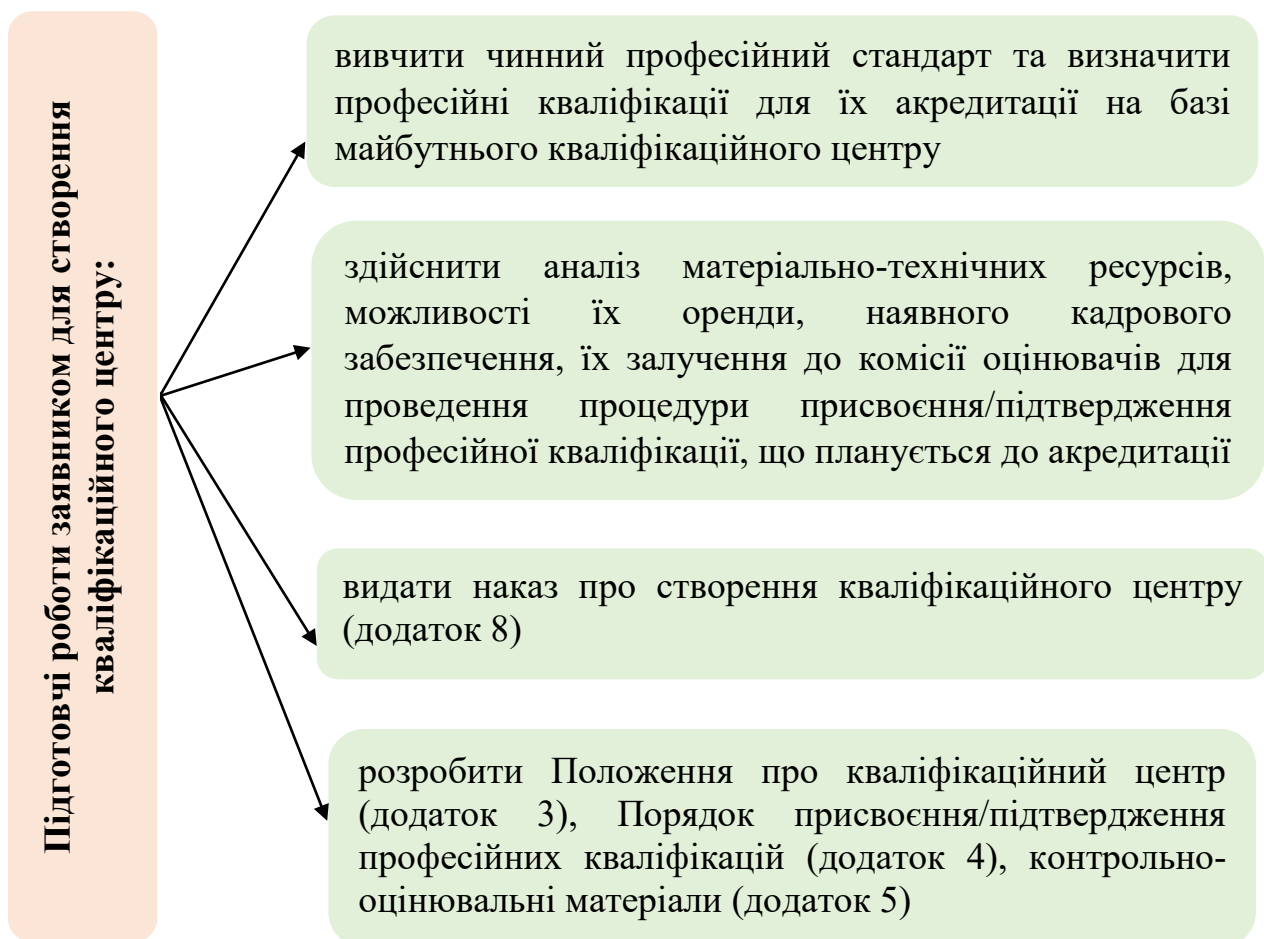 Підготовчі роботи заявником для створення
кваліфікаційного центру:
вивчити чинний професійний стандарт та визначити
професійні кваліфікації для їх акредитації на базі
майбутнього кваліфікаційного центру
здійснити аналіз матеріально-технічних ресурсів,
можливості їх оренди, наявного кадрового
забезпечення, їх залучення до комісії оцінювачів для
проведення процедури присвоєння/підтвердження
професійної кваліфікації, що планується до акредитації
видати наказ про створення кваліфікаційного центру
(додаток 8)
розробити Положення про кваліфікаційний центр
(додаток 3), Порядок присвоєння/підтвердження
професійних кваліфікацій (додаток 4), контрольно-
оцінювальні матеріали (додаток 5)